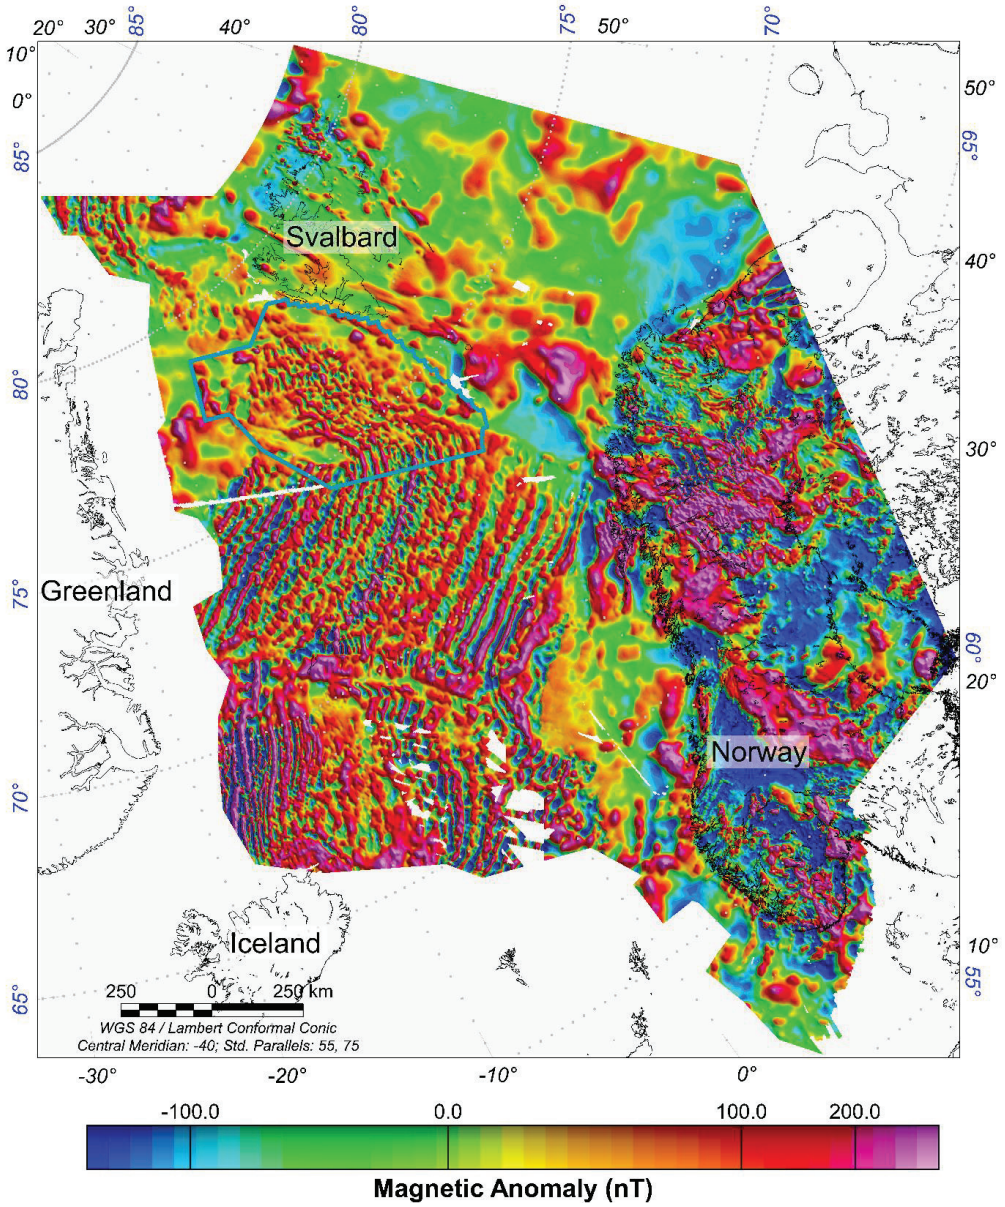 20° 30° 85° 40° 80° 75° 50° 70°
10°
50°
0°
65°
85°
Svalbard
40°
80°
30°
Greenland
75°
60°
20°
Norway
70°
Iceland
10°
250 0 250 km
55°
65°
WGS 84 / Lambert Conformal Conic
Central Meridian: -40; Std. Parallels: 55, 75
-30° -20° -10° 0°
-100.0 0.0 100.0 200.0
Magnetic Anomaly (nT)